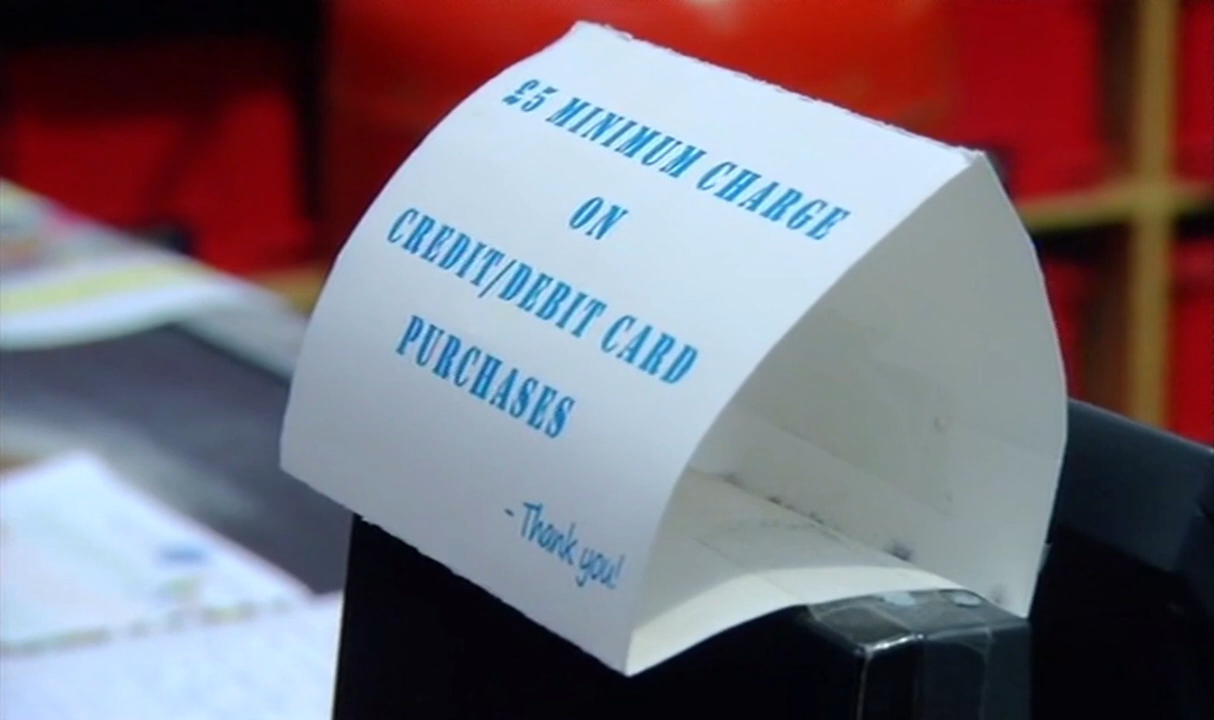 £5 MINIMUM CHARGE
ON
CREDIT/DEBIT CARD
PURCHASES
- Thank you!